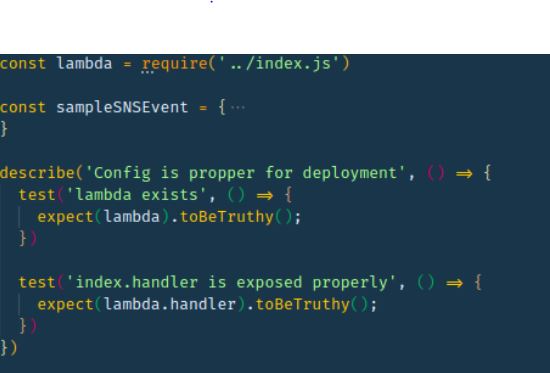 const lambda = require('../index.js')
const sampleSNSEvent = {…
}
describe('Config is propper for deployment', () => {
test('lambda exists', () => {
expect(lambda).toBeTruthy();
})
test('index.handler is exposed properly', () => {
expect(lambda.handler).toBeTruthy();
})
})